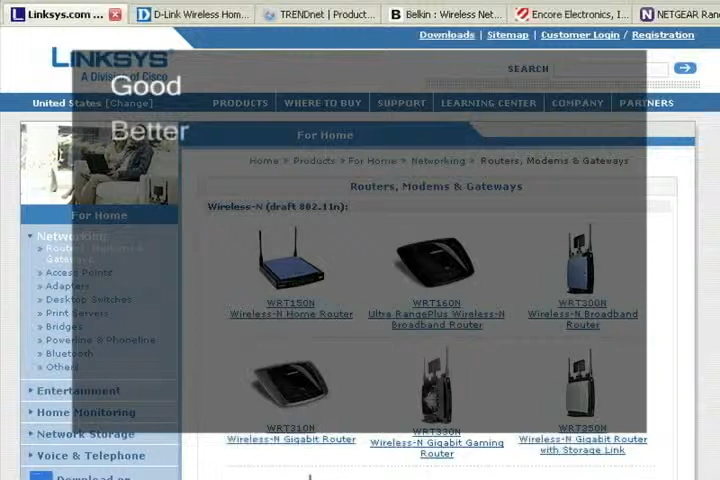 Linksys.com ...
D-Link Wireless Hom...
TRENDnet | Product...
Belkin : Wireless Net...
Encore Electronics, I...
NETGEAR Ran
Downloads | Sitemap | Customer Login / Registration
LINKSYS®
A Division of Cisco
SEARCH
Good
United States [Change]
PRODUCTS
WHERE TO BUY
SUPPORT
LEARNING CENTER
COMPANY
PARTNERS
Better
For Home
Home » Products » For Home » Networking » Routers, Modems & Gateways
Routers, Modems & Gateways
Wireless-N (draft 802.11n):
For Home
Networking
» Routers, Modems &
Gateways
» Access Points
» Adapters
» Desktop Switches
» Print Servers
» Bridges
» Powerline & Phoneline
» Bluetooth
» Others
Entertainment
Home Monitoring
Network Storage
Voice & Telephone
Download or
WRT150N
Wireless-N Home Router
WRT160N
Ultra RangePlus Wireless-N
Broadband Router
WRT300N
Wireless-N Broadband
Router
WRT310N
Wireless-N Gigabit Router
WRT330N
Wireless-N Gigabit Gaming
Router
WRT350N
Wireless-N Gigabit Router
with Storage Link